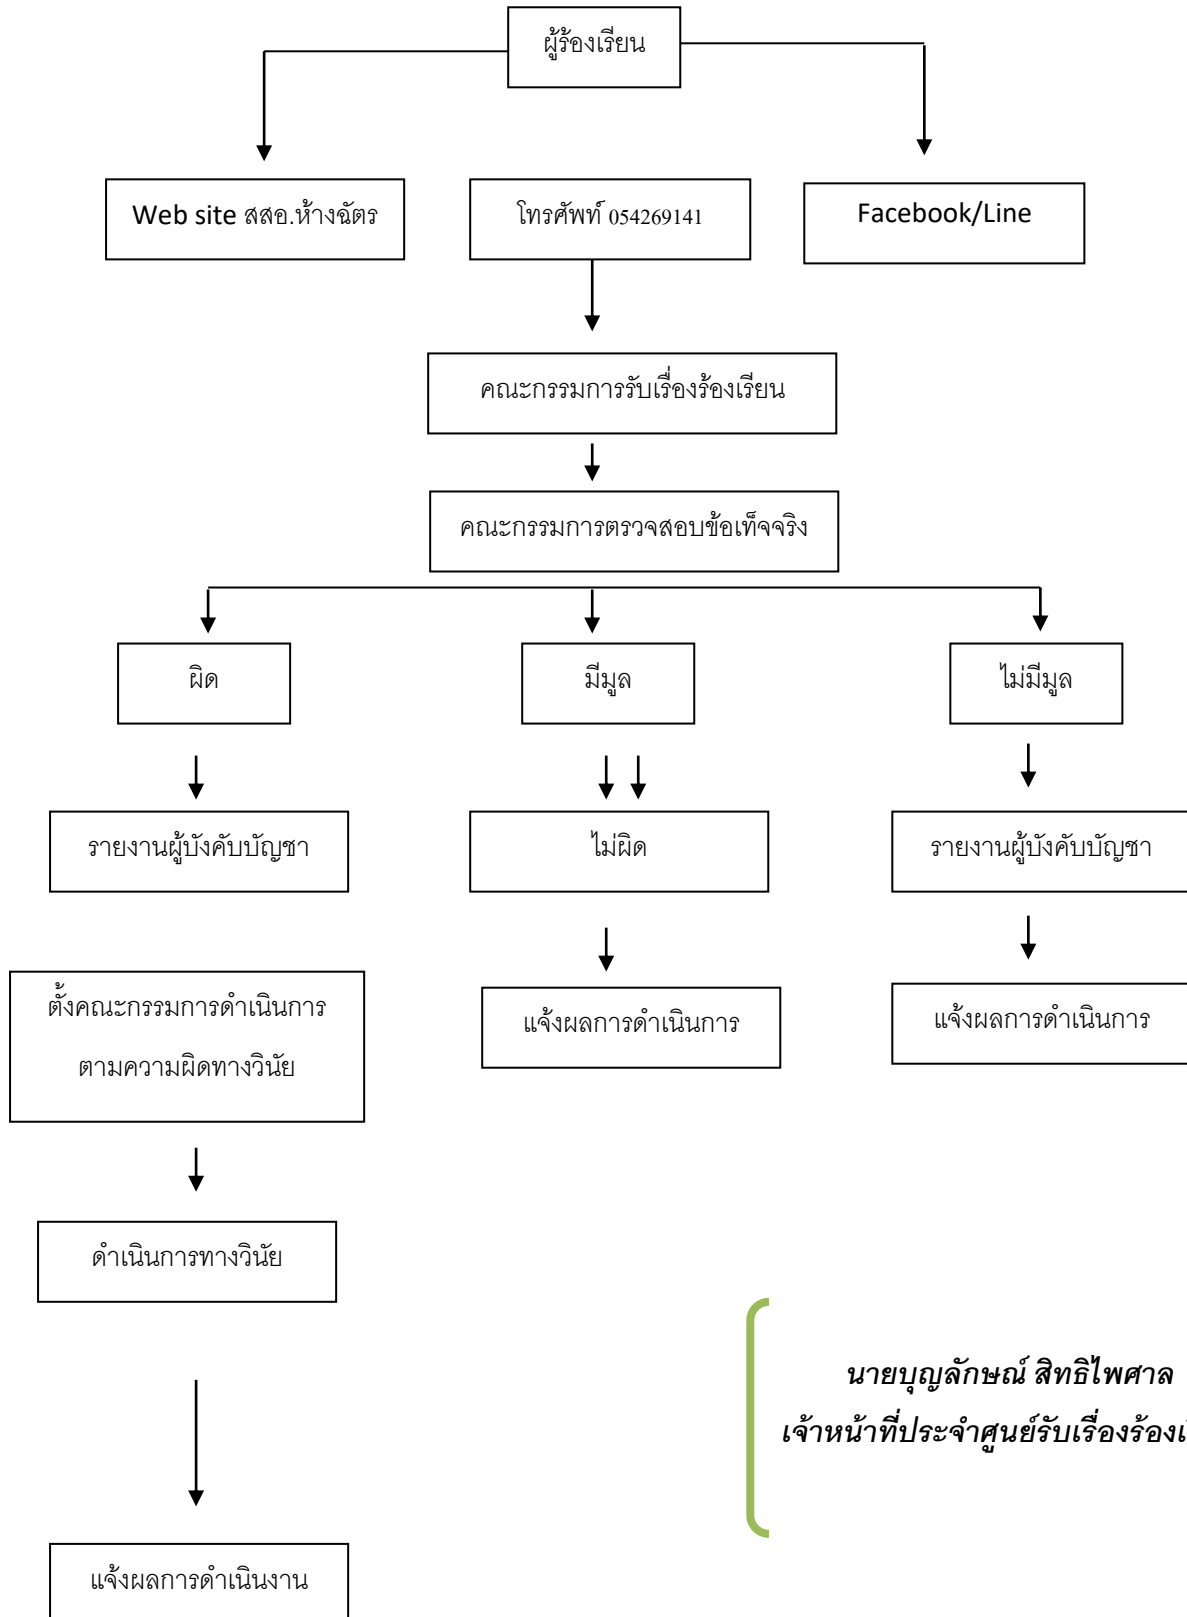 ผู้ร้องเรียน
Web site สสอ.ห้างฉัตร
โทรศัพท์ 054269141
Facebook/Line
คณะกรรมการรับเรื่องร้องเรียน
คณะกรรมการตรวจสอบข้อเท็จจริง
ผิด
มีมูล
ไม่มีมูล
รายงานผู้บังคับบัญชา
ไม่ผิด
รายงานผู้บังคับบัญชา
ตั้งคณะกรรมการดำเนินการ
ตามความผิดทางวินัย
แจ้งผลการดำเนินการ
แจ้งผลการดำเนินการ
ดำเนินการทางวินัย
นายบุญลักษณ์ สิทธิไพศาล
เจ้าหน้าที่ประจำศูนย์รับเรื่องร้อง
แจ้งผลการดำเนินงาน